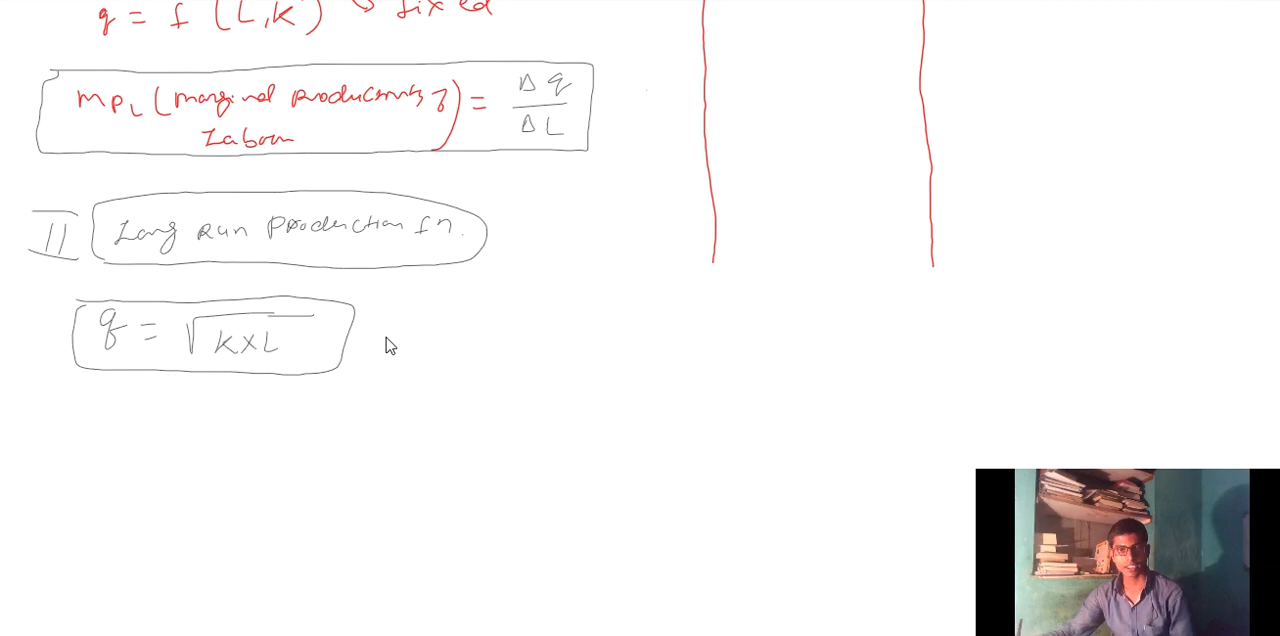 q = f (L, K) → fixed
MPL (Marginal productivity of = Δq / ΔL
Labour)
II Long Run Production fn.
q = √K×L